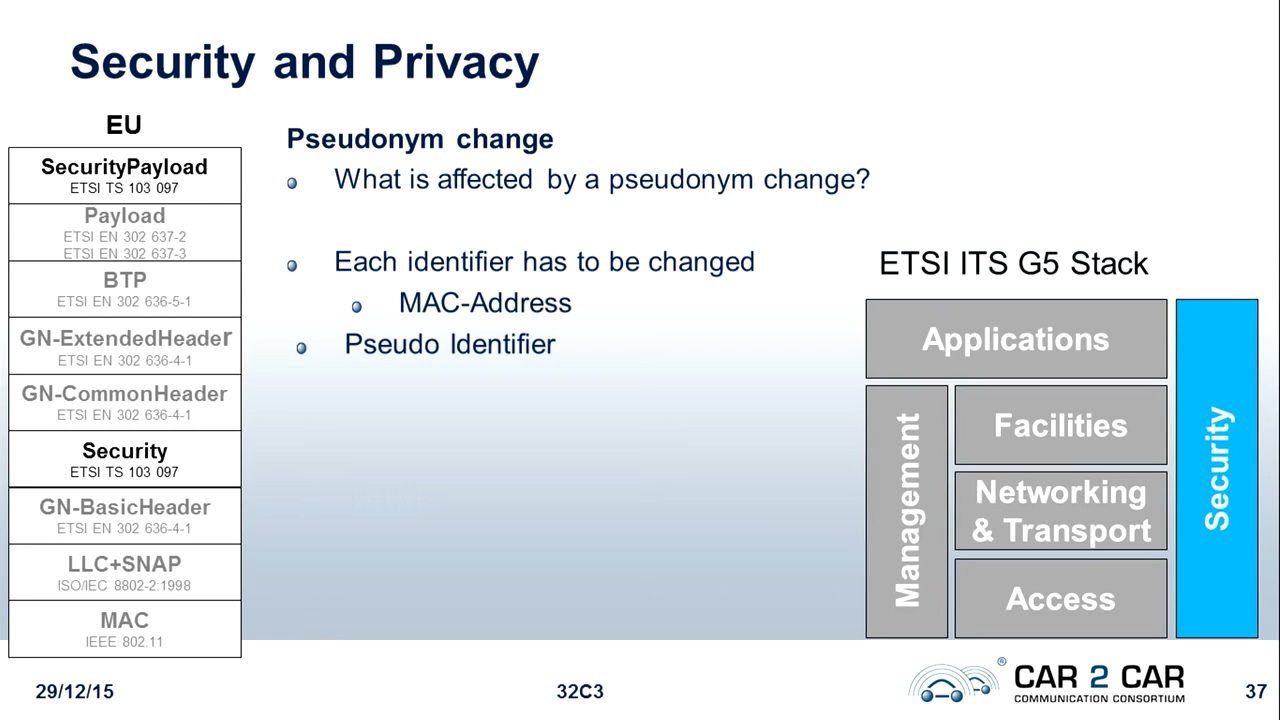 Security and Privacy
EU
SecurityPayload
ETSI TS 103 097
Payload
ETSI EN 302 637-2
ETSI EN 302 637-3
BTP
ETSI EN 302 636-5-1
GN-ExtendedHeader
ETSI EN 302 636-4-1
GN-CommonHeader
ETSI EN 302 636-4-1
Security
ETSI TS 103 097
GN-BasicHeader
ETSI EN 302 636-4-1
LLC+SNAP
ISO/IEC 8802-2:1998
MAC
IEEE 802.11
Pseudonym change
What is affected by a pseudonym change?
Each identifier has to be changed
MAC-Address
Pseudo Identifier
ETSI ITS G5 Stack
Applications
Management
Facilities
Networking
& Transport
Access
Security
29/12/15
32C3
® CAR 2 CAR
COMMUNICATION CONSORTIUM
37